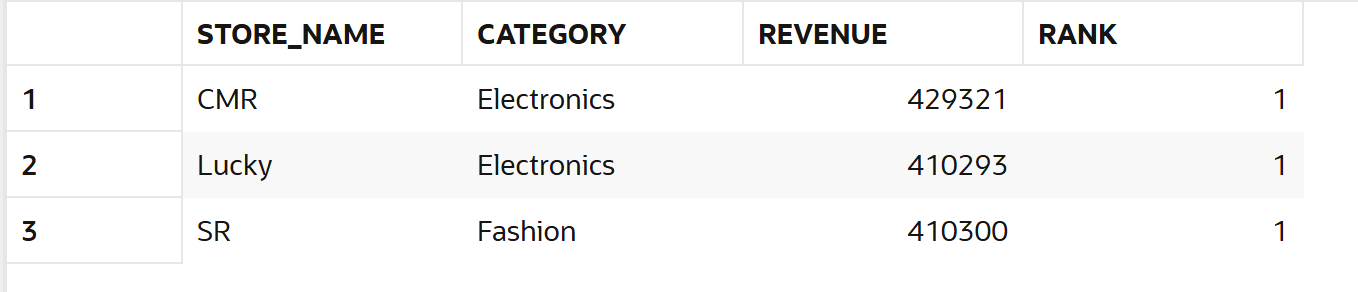 STORE_NAME CATEGORY REVENUE RANK
1 CMR Electronics 429321 1
2 Lucky Electronics 410293 1
3 SR Fashion 410300 1